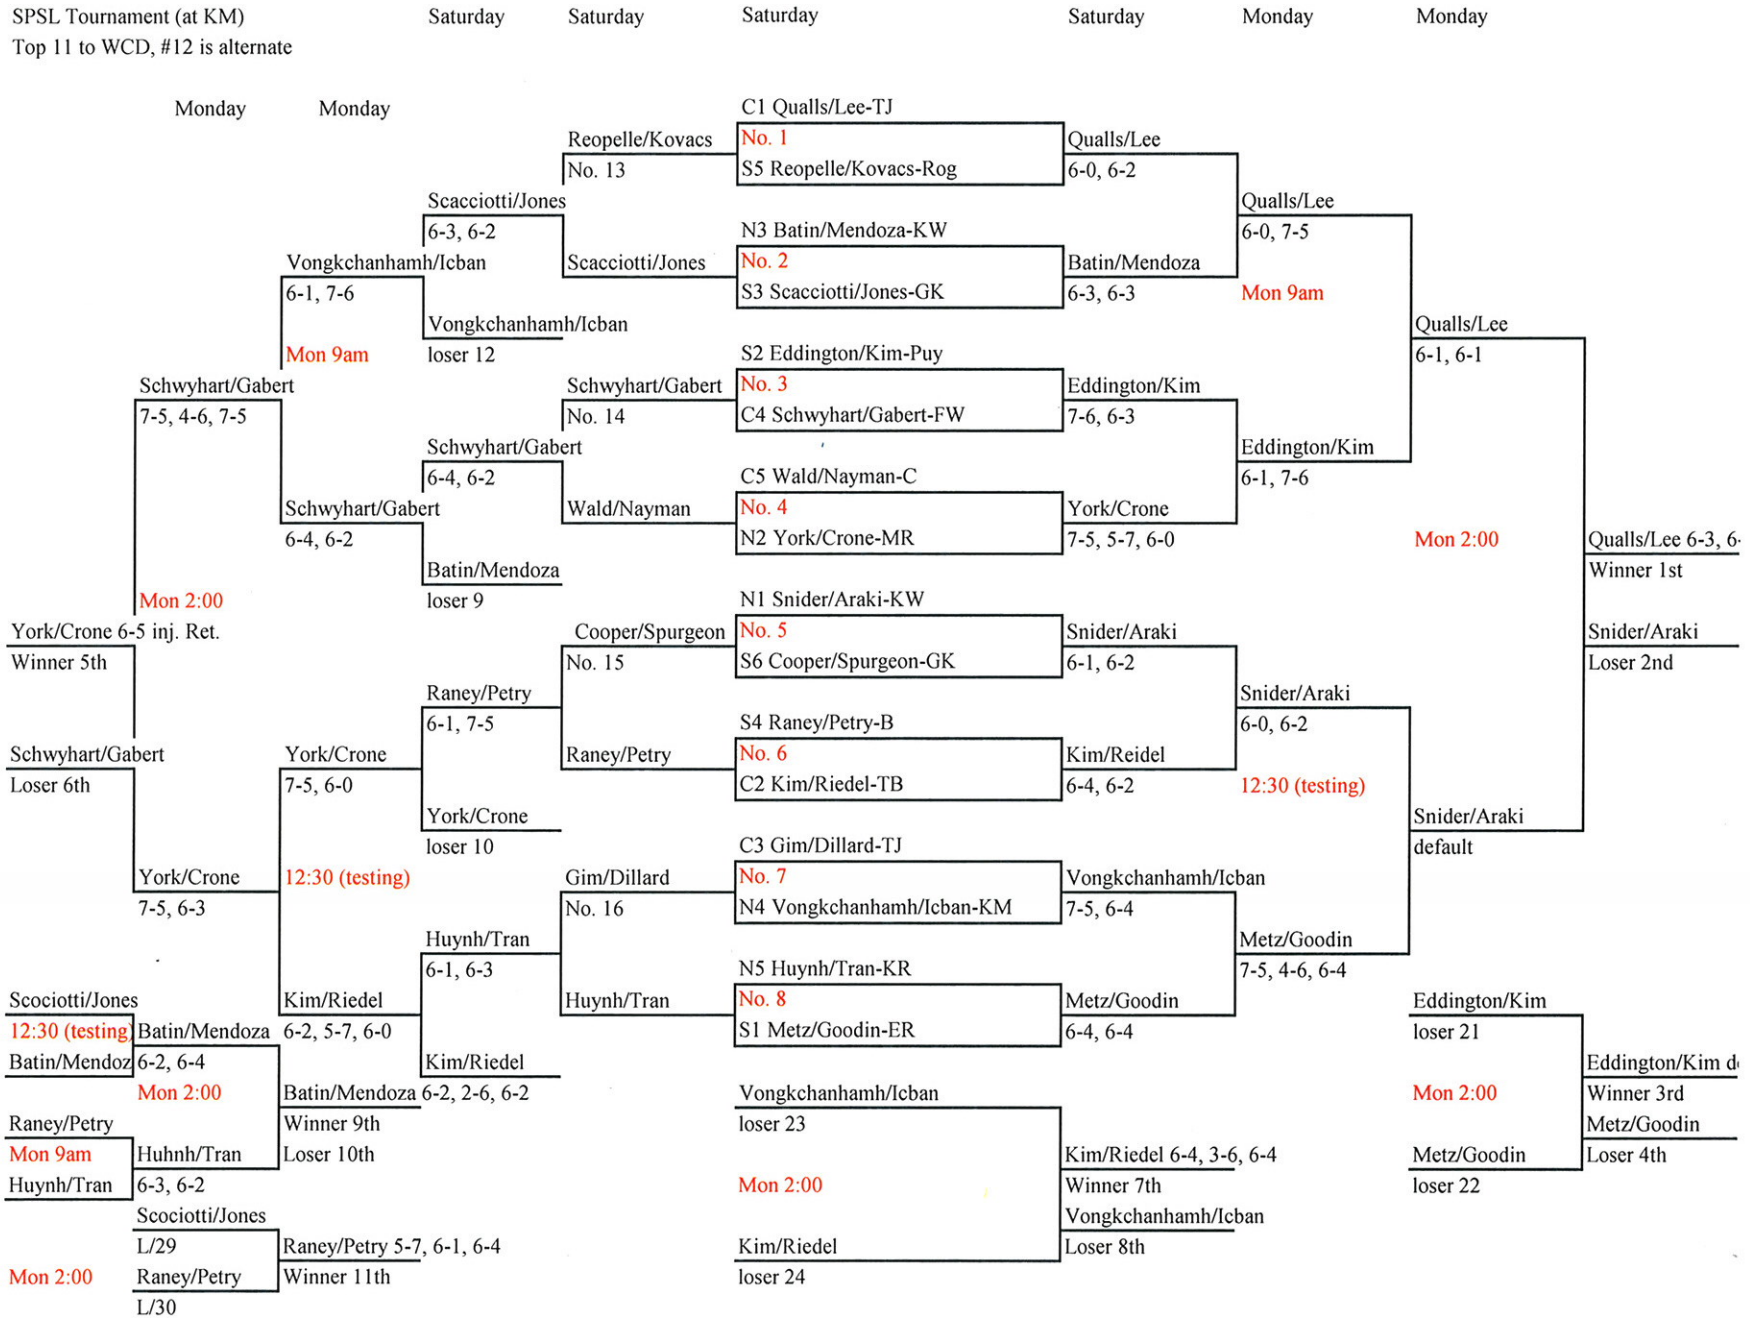 SPSL Tournament (at KM)
Top 11 to WCD, #12 is alternate
Saturday
Saturday
Saturday
Saturday
Monday
Monday
Monday
Monday
C1 Qualls/Lee-TJ
No. 1
S5 Reopelle/Kovacs-Rog
N3 Batin/Mendoza-KW
No. 2
S3 Scacciotti/Jones-GK
S2 Eddington/Kim-Puy
No. 3
C4 Schwyhart/Gabert-FW
C5 Wald/Nayman-C
No. 4
N2 York/Crone-MR
N1 Snider/Araki-KW
No. 5
S6 Cooper/Spurgeon-GK
S4 Raney/Petry-B
No. 6
C2 Kim/Riedel-TB
C3 Gim/Dillard-TJ
No. 7
N4 Vongkchanhamh/Icban-KM
N5 Huynh/Tran-KR
No. 8
S1 Metz/Goodin-ER
Qualls/Lee
6-0, 6-2
Batin/Mendoza
6-3, 6-3
Eddington/Kim
7-6, 6-3
York/Crone
7-5, 5-7, 6-0
Snider/Araki
6-1, 6-2
Kim/Reidel
6-4, 6-2
Vongkchanhamh/Icban
7-5, 6-4
Metz/Goodin
6-4, 6-4
Qualls/Lee
6-0, 7-5
Mon 9am
Eddington/Kim
6-1, 7-6
Snider/Araki
6-0, 6-2
12:30 (testing)
Metz/Goodin
7-5, 4-6, 6-4
Qualls/Lee
6-1, 6-1
Mon 2:00
Snider/Araki
default
Qualls/Lee 6-3, 6-
Winner 1st
Snider/Araki
Loser 2nd
Eddington/Kim
loser 21
Mon 2:00
Metz/Goodin
loser 22
Eddington/Kim d
Winner 3rd
Metz/Goodin
Loser 4th
Vongkchanhamh/Icban
loser 23
Mon 2:00
Kim/Riedel
loser 24
Kim/Riedel 6-4, 3-6, 6-4
Winner 7th
Vongkchanhamh/Icban
Loser 8th
Reopelle/Kovacs
No. 13
Scacciotti/Jones
Schwyhart/Gabert
No. 14
Wald/Nayman
Cooper/Spurgeon
No. 15
Raney/Petry
Gim/Dillard
No. 16
Huynh/Tran
Scacciotti/Jones
6-3, 6-2
Vongkchanhamh/Icban
loser 12
Schwyhart/Gabert
6-4, 6-2
Batin/Mendoza
loser 9
Raney/Petry
6-1, 7-5
York/Crone
loser 10
Huynh/Tran
6-1, 6-3
Kim/Riedel
6-2, 2-6, 6-2
Vongkchanhamh/Icban
6-1, 7-6
Mon 9am
Schwyhart/Gabert
6-4, 6-2
York/Crone
7-5, 6-0
12:30 (testing)
Kim/Riedel
6-2, 5-7, 6-0
Schwyhart/Gabert
7-5, 4-6, 7-5
Mon 2:00
York/Crone
7-5, 6-3
York/Crone 6-5 inj. Ret.
Winner 5th
Schwyhart/Gabert
Loser 6th
Scociotti/Jones
12:30 (testing)
Batin/Mendoz
Batin/Mendoza
6-2, 6-4
Mon 2:00
Raney/Petry
Mon 9am
Huynh/Tran
Huhnh/Tran
6-3, 6-2
Batin/Mendoza
Winner 9th
Loser 10th
Scociotti/Jones
L/29
Mon 2:00
Raney/Petry
L/30
Raney/Petry 5-7, 6-1, 6-4
Winner 11th